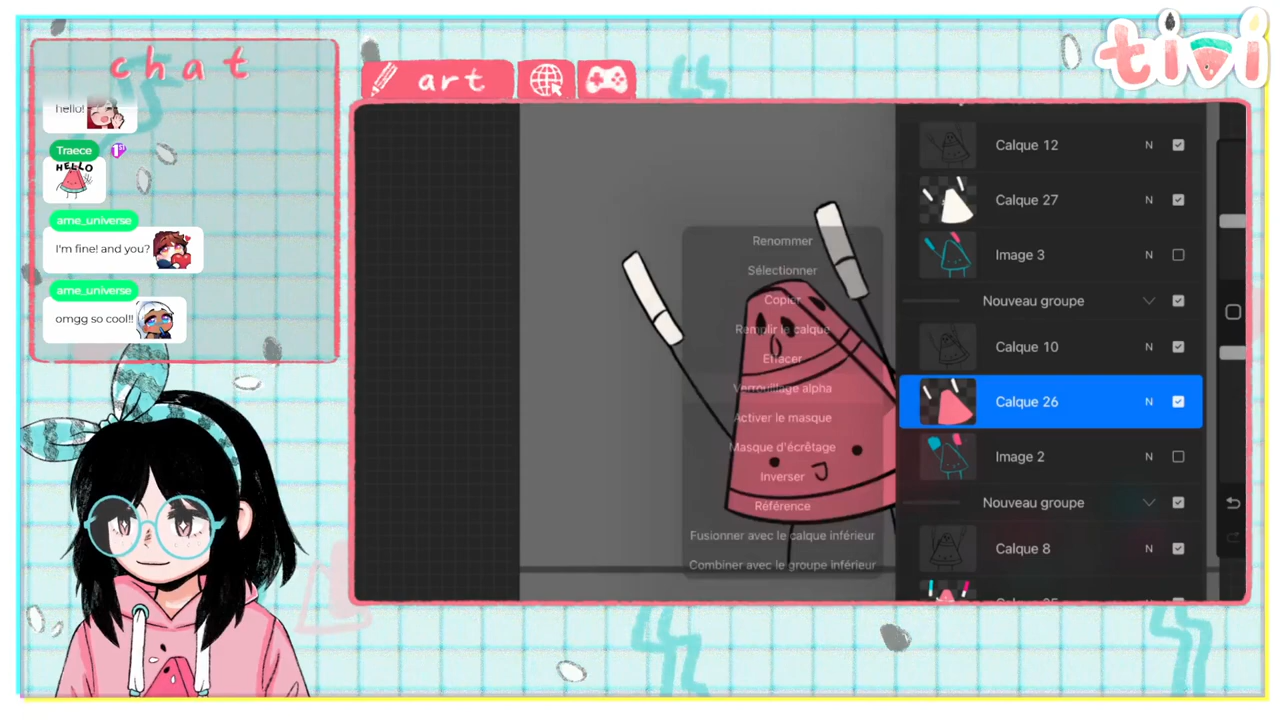 chat
hello!
Traece
1st
HELLO
ame_universe
I'm fine! and you?
ame_universe
omgg so cool!!
art
tivi
Renommer
Sélectionner
Copier
Remplir le calque
Effacer
Verrouillage alpha
Activer le masque
Masque d'écrêtage
Inverser
Référence
Fusionner avec le calque inférieur
Combiner avec le groupe inférieur
Calque 12 N
Calque 27 N
Image 3 N
Nouveau groupe
Calque 10 N
Calque 26 N
Image 2 N
Nouveau groupe
Calque 8 N